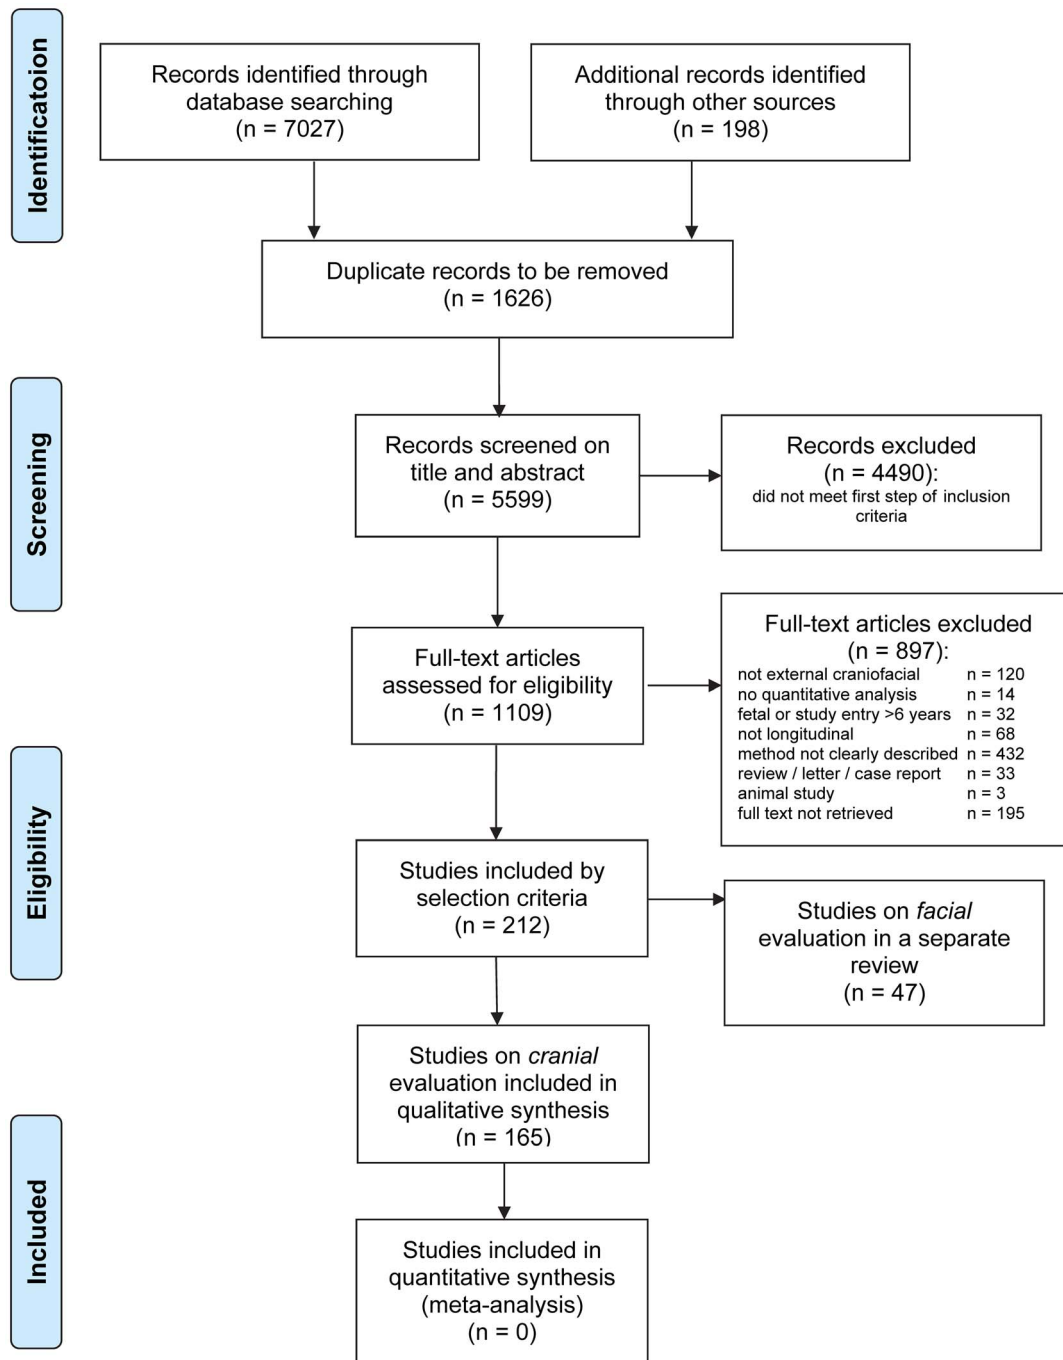 Identificatoion
Records identified through
database searching
(n = 7027)
Additional records identified
through other sources
(n = 198)
Duplicate records to be removed
(n = 1626)
Screening
Records screened on
title and abstract
(n = 5599)
Records excluded
(n = 4490):
did not meet first step of inclusion
criteria
Full-text articles
assessed for eligibility
(n = 1109)
Full-text articles excluded
(n = 897):
not external craniofacial n = 120
no quantitative analysis n = 14
fetal or study entry >6 years n = 32
not longitudinal n = 68
method not clearly described n = 432
review / letter / case report n = 33
animal study n = 3
full text not retrieved n = 195
Eligibility
Studies included by
selection criteria
(n = 212)
Studies on facial
evaluation in a separate
review
(n = 47)
Studies on cranial
evaluation included in
qualitative synthesis
(n = 165)
Included
Studies included in
quantitative synthesis
(meta-analysis)
(n = 0)